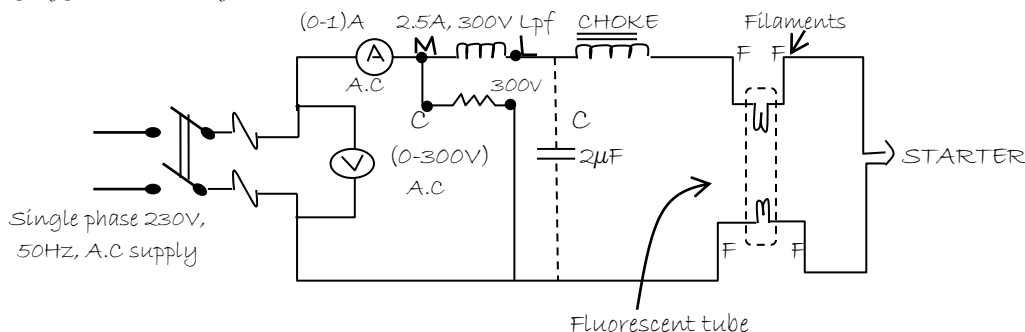 (0-1)A
2.5A, 300V Lpf
CHOKE
Filaments
M
L
F
F
A
A.C
300V
C
C
V
(0-300V)
A.C
2μF
STARTER
Single phase 230V,
50Hz, A.C supply
F
F
Fluorescent tube